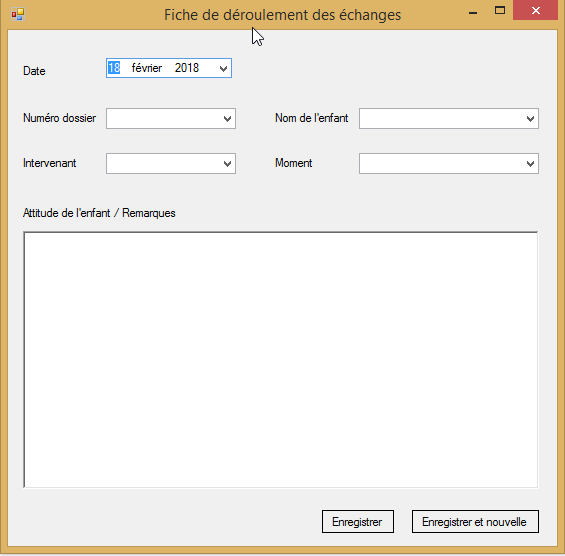 Fiche de déroulement des échanges
Date 18 février 2018
Numéro dossier Nom de l'enfant
Intervenant Moment
Attitude de l'enfant / Remarques
Enregistrer Enregistrer et nouvelle